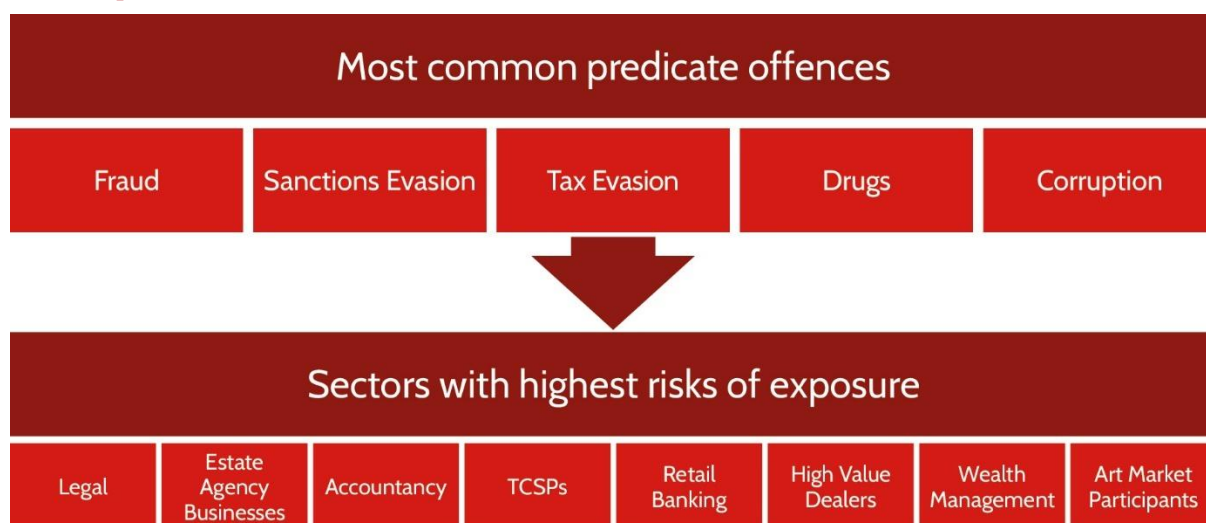 Most common predicate offences
Fraud
Sanctions Evasion
Tax Evasion
Drugs
Corruption
Sectors with highest risks of exposure
Legal
Estate
Agency
Businesses
Accountancy
TCSPs
Retail
Banking
High Value
Dealers
Wealth
Management
Art Market
Participants